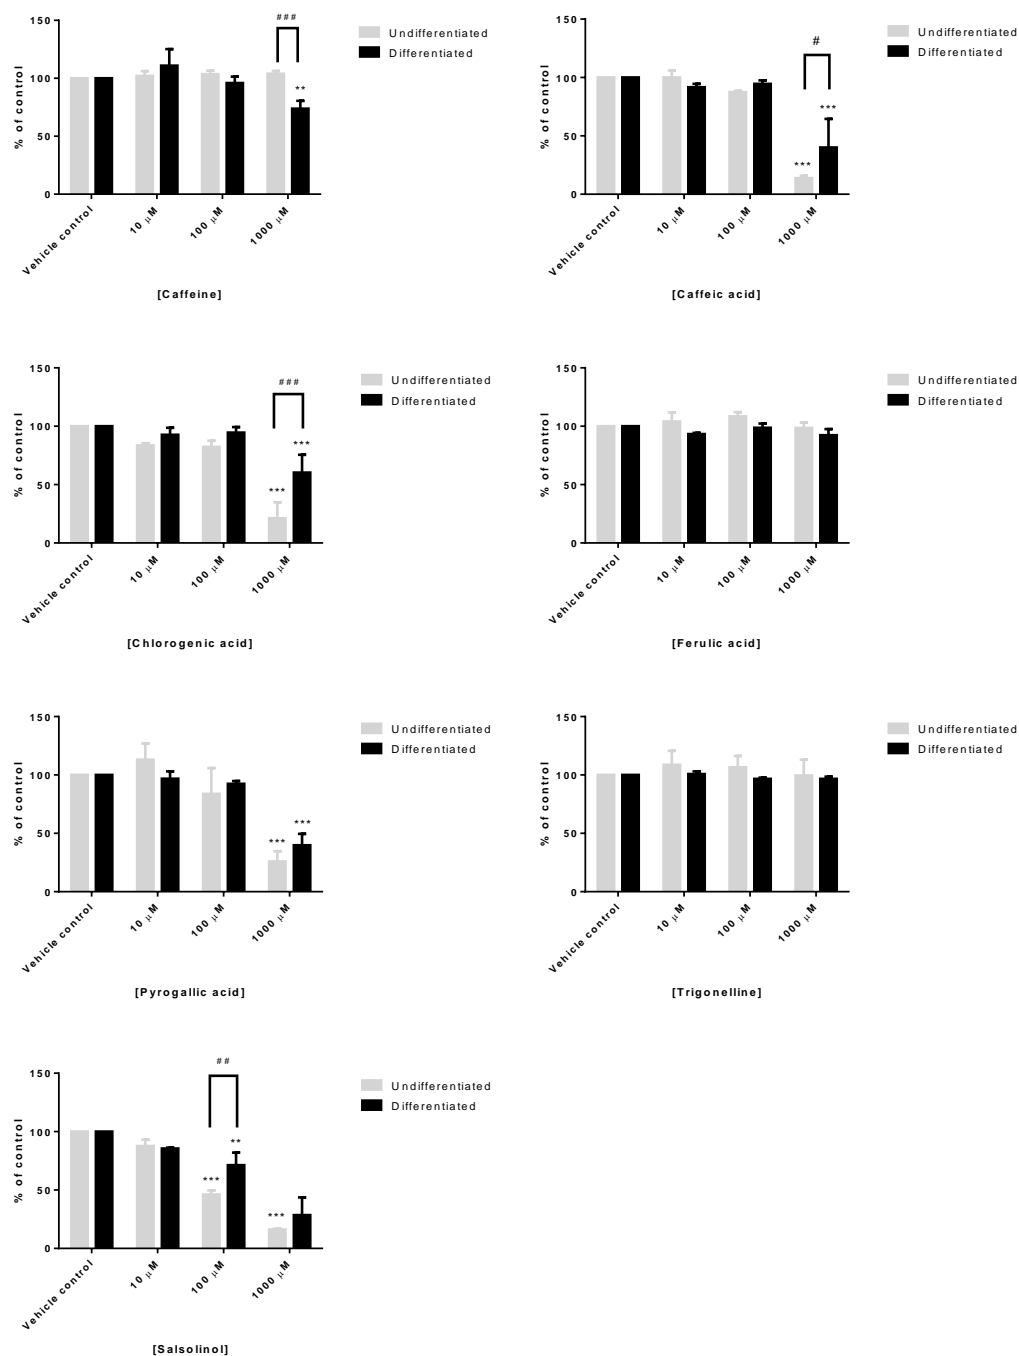 ###
150
100
50
0
% of control
Undifferentiated
Differentiated
**
Vehicle control
10 μM
100 μM
1000 μM
[Caffeine]
#
150
100
50
0
% of control
Undifferentiated
Differentiated
***
***
Vehicle control
10 μM
100 μM
1000 μM
[Caffeic acid]
###
150
100
50
0
% of control
Undifferentiated
Differentiated
***
***
Vehicle control
10 μM
100 μM
1000 μM
[Chlorogenic acid]
150
100
50
0
% of control
Undifferentiated
Differentiated
Vehicle control
10 μM
100 μM
1000 μM
[Ferulic acid]
150
100
50
0
% of control
Undifferentiated
Differentiated
***
***
Vehicle control
10 μM
100 μM
1000 μM
[Pyrogallic acid]
150
100
50
0
% of control
Undifferentiated
Differentiated
Vehicle control
10 μM
100 μM
1000 μM
[Trigonelline]
##
150
100
50
0
% of control
Undifferentiated
Differentiated
***
**
***
Vehicle control
10 μM
100 μM
1000 μM
[Salsolinol]